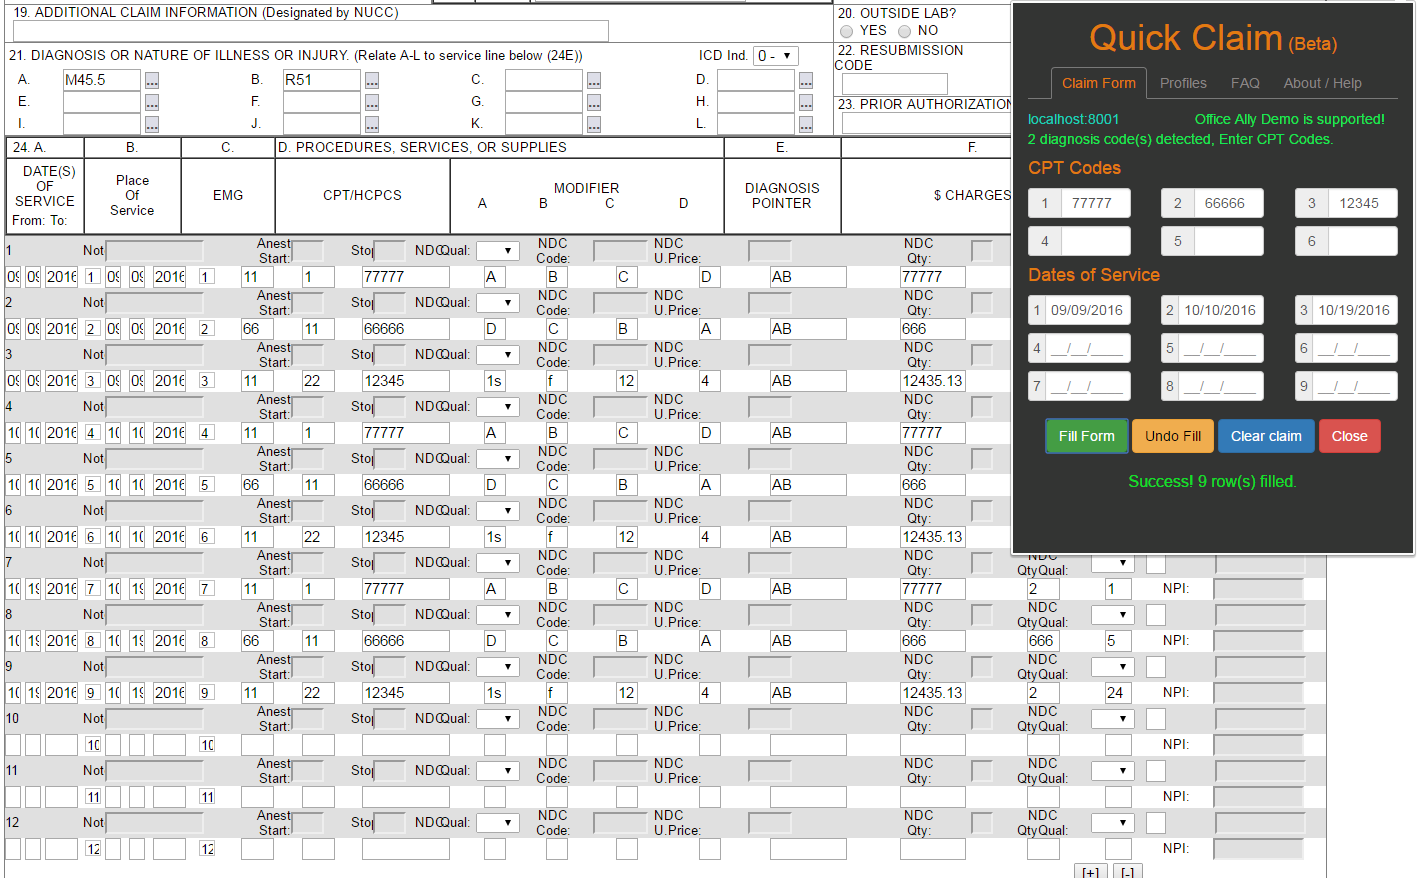 19. ADDITIONAL CLAIM INFORMATION (Designated by NUCC)
20. OUTSIDE LAB?
YES NO
21. DIAGNOSIS OR NATURE OF ILLNESS OR INJURY. (Relate A-L to service line below (24E)) ICD Ind. 0 -
22. RESUBMISSION
CODE
A. M45.5 ... B. R51 ... C. ... D. ...
E. ... F. ... G. ... H. ...
23. PRIOR AUTHORIZATION
I. ... J. ... K. ... L. ...
24. A. B. C. D. PROCEDURES, SERVICES, OR SUPPLIES E. F.
DATE(S)
OF
SERVICE
From: To:
Place
Of
Service
EMG
CPT/HCPCS
MODIFIER
A B C D
DIAGNOSIS
POINTER
$ CHARGES
1 Not Anest Start: Stop NDC Qual: NDC Code: NDC U.Price: NDC Qty:
09 09 2016 1 09 09 2016 1 11 1 77777 A B C D AB 77777
2 Not Anest Start: Stop NDC Qual: NDC Code: NDC U.Price: NDC Qty:
09 09 2016 2 09 09 2016 2 66 11 66666 D C B A AB 666
3 Not Anest Start: Stop NDC Qual: NDC Code: NDC U.Price: NDC Qty:
09 09 2016 3 09 09 2016 3 11 22 12345 1s f 12 4 AB 12435.13
4 Not Anest Start: Stop NDC Qual: NDC Code: NDC U.Price: NDC Qty:
10 10 2016 4 10 10 2016 4 11 1 77777 A B C D AB 77777
5 Not Anest Start: Stop NDC Qual: NDC Code: NDC U.Price: NDC Qty:
10 10 2016 5 10 10 2016 5 66 11 66666 D C B A AB 666
6 Not Anest Start: Stop NDC Qual: NDC Code: NDC U.Price: NDC Qty:
10 10 2016 6 10 10 2016 6 11 22 12345 1s f 12 4 AB 12435.13
7 Not Anest Start: Stop NDC Qual: NDC Code: NDC U.Price: NDC Qty: NDC QtyQual:
10 19 2016 7 10 19 2016 7 11 1 77777 A B C D AB 77777 2 1 NPI:
8 Not Anest Start: Stop NDC Qual: NDC Code: NDC U.Price: NDC Qty: NDC QtyQual:
10 19 2016 8 10 19 2016 8 66 11 66666 D C B A AB 666 666 5 NPI:
9 Not Anest Start: Stop NDC Qual: NDC Code: NDC U.Price: NDC Qty: NDC QtyQual:
10 19 2016 9 10 19 2016 9 11 22 12345 1s f 12 4 AB 12435.13 2 24 NPI:
10 Not Anest Start: Stop NDC Qual: NDC Code: NDC U.Price: NDC Qty: NDC QtyQual:
10 10 NPI:
11 Not Anest Start: Stop NDC Qual: NDC Code: NDC U.Price: NDC Qty: NDC QtyQual:
11 11 NPI:
12 Not Anest Start: Stop NDC Qual: NDC Code: NDC U.Price: NDC Qty: NDC QtyQual:
12 12 NPI:
[+] [-]
Quick Claim (Beta)
Claim Form Profiles FAQ About / Help
localhost:8001 Office Ally Demo is supported!
2 diagnosis code(s) detected, Enter CPT Codes.
CPT Codes
1 77777 2 66666 3 12345
4 5 6
Dates of Service
1 09/09/2016 2 10/10/2016 3 10/19/2016
4 __/__/____ 5 __/__/____ 6 __/__/____
7 __/__/____ 8 __/__/____ 9 __/__/____
Fill Form Undo Fill Clear claim Close
Success! 9 row(s) filled.